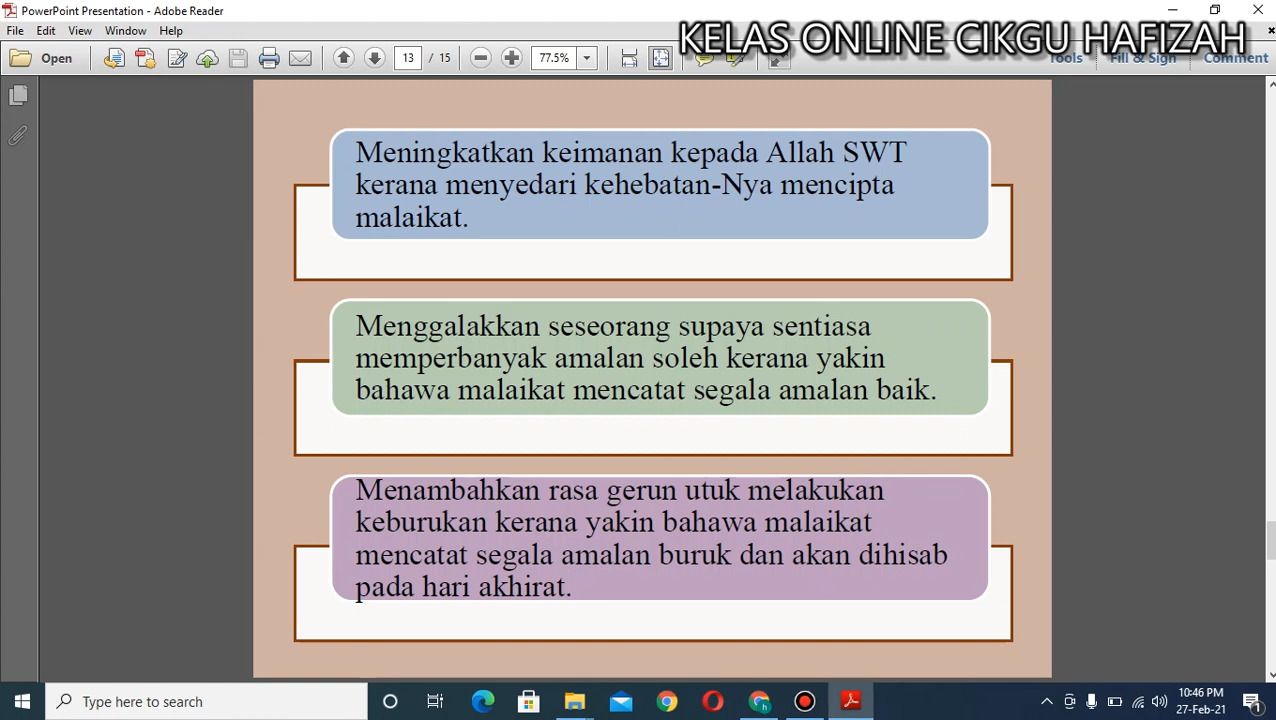 PowerPoint Presentation - Adobe Reader
File Edit View Window Help
KELAS ONLINE CIKGU HAFIZAH
Open 13 / 15 77.5% Tools Fill & Sign Comment
Meningkatkan keimanan kepada Allah SWT
kerana menyedari kehebatan-Nya mencipta
malaikat.
Menggalakkan seseorang supaya sentiasa
memperbanyak amalan soleh kerana yakin
bahawa malaikat mencatat segala amalan baik.
Menambahkan rasa gerun utuk melakukan
keburukan kerana yakin bahawa malaikat
mencatat segala amalan buruk dan akan dihisab
pada hari akhirat.
Type here to search
10:46 PM
27-Feb-21
1